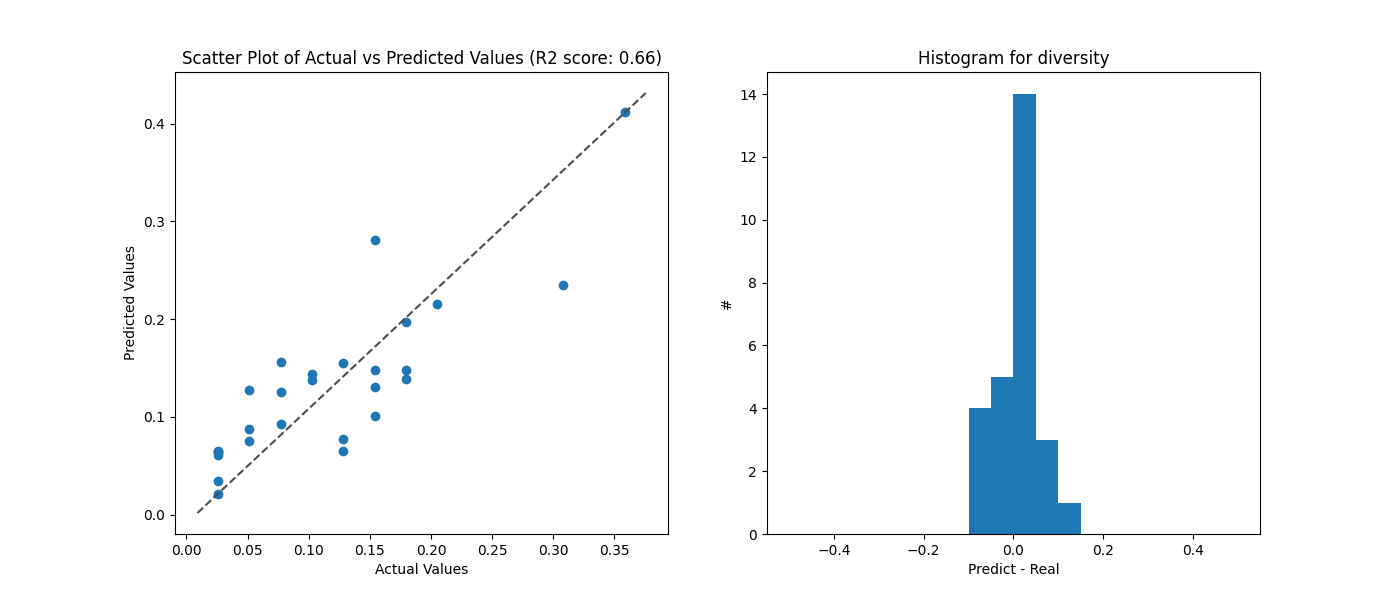 Scatter Plot of Actual vs Predicted Values (R2 score: 0.66)
Predicted Values
0.4
0.3
0.2
0.1
0.0
0.00 0.05 0.10 0.15 0.20 0.25 0.30 0.35
Actual Values
Histogram for diversity
#
14
12
10
8
6
4
2
0
−0.4 −0.2 0.0 0.2 0.4
Predict - Real